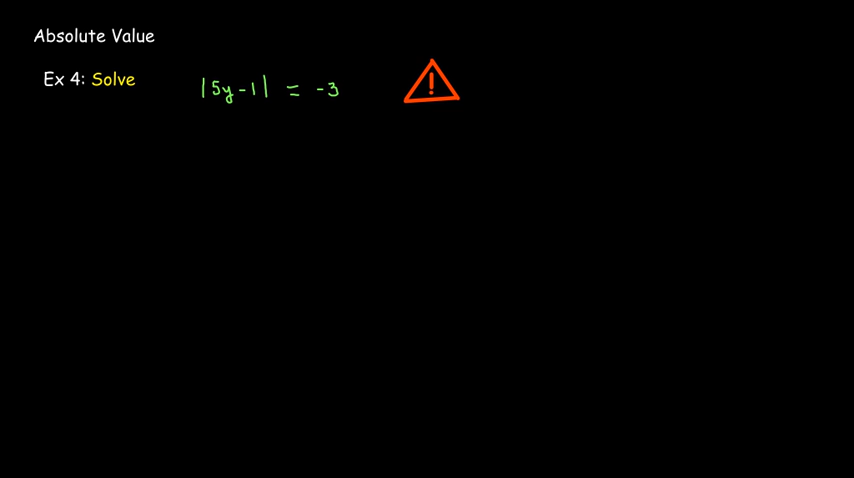 Absolute Value
Ex 4: Solve |5y-1| = -3 !